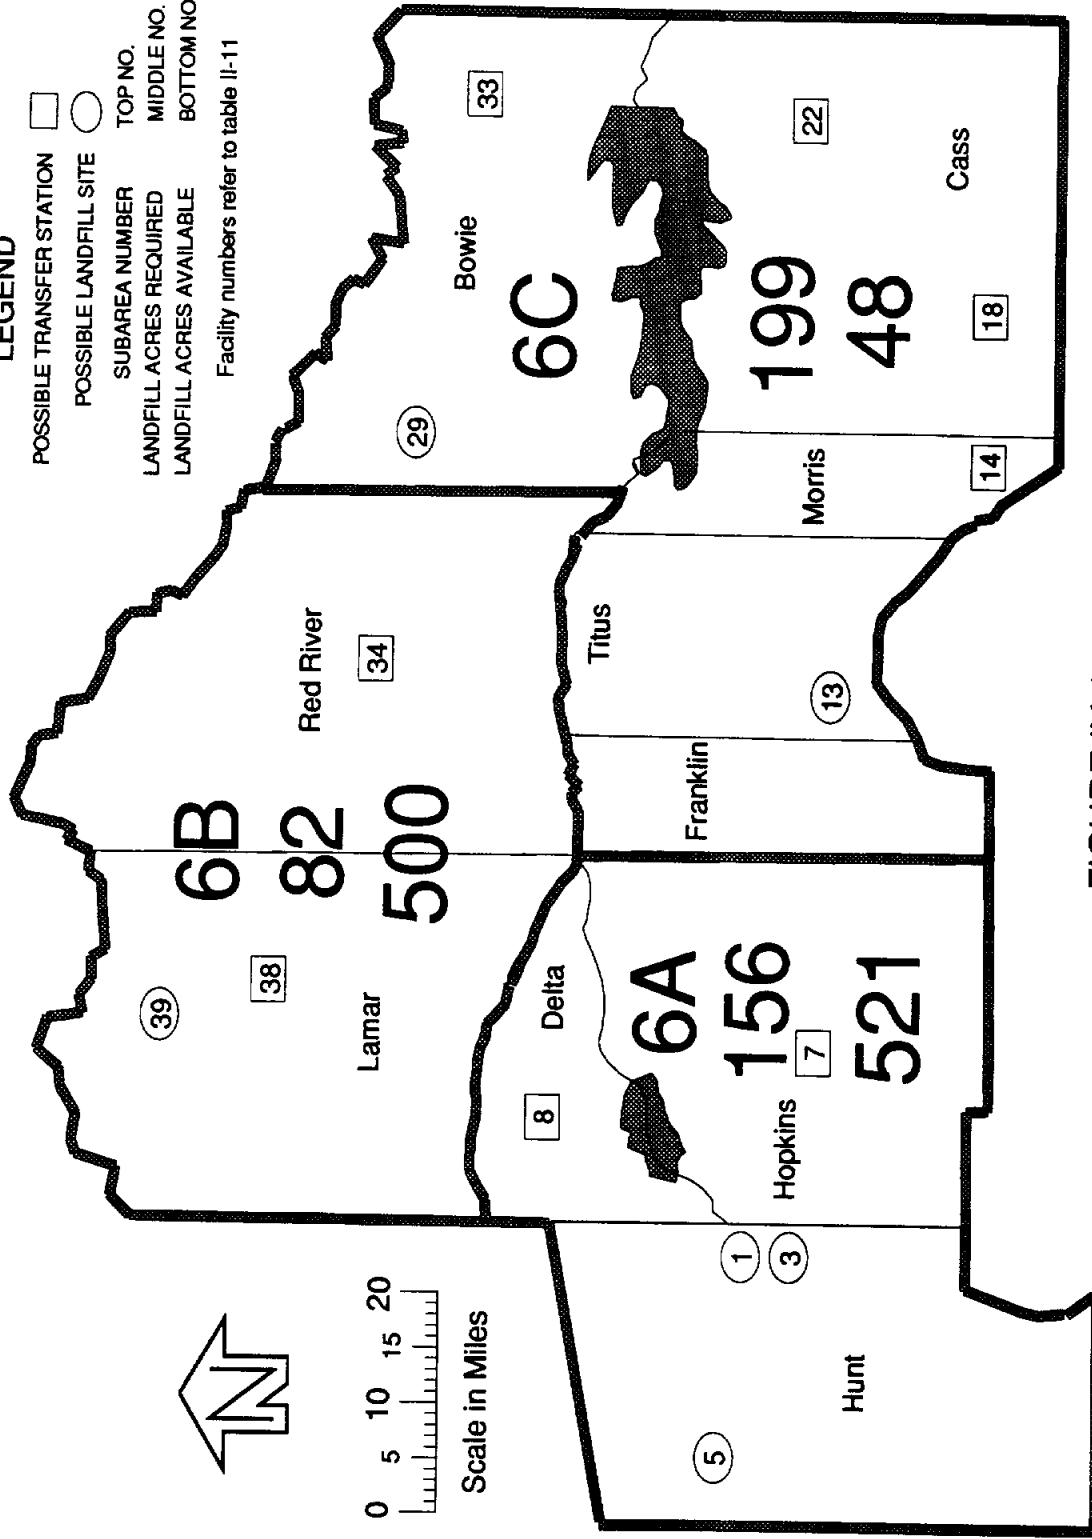 LEGEND
POSSIBLE TRANSFER STATION
POSSIBLE LANDFILL SITE
SUBAREA NUMBER TOP NO.
LANDFILL ACRES REQUIRED MIDDLE NO.
LANDFILL ACRES AVAILABLE BOTTOM NO
Facility numbers refer to table II-11
N
0 5 10 15 20
Scale in Miles
39
38
Lamar
6B
82
500
Red River
34
29
Bowie
33
6C
199
48
22
Cass
18
Morris
14
Titus
13
Franklin
Delta
8
6A
156
7
521
Hopkins
1
3
5
Hunt